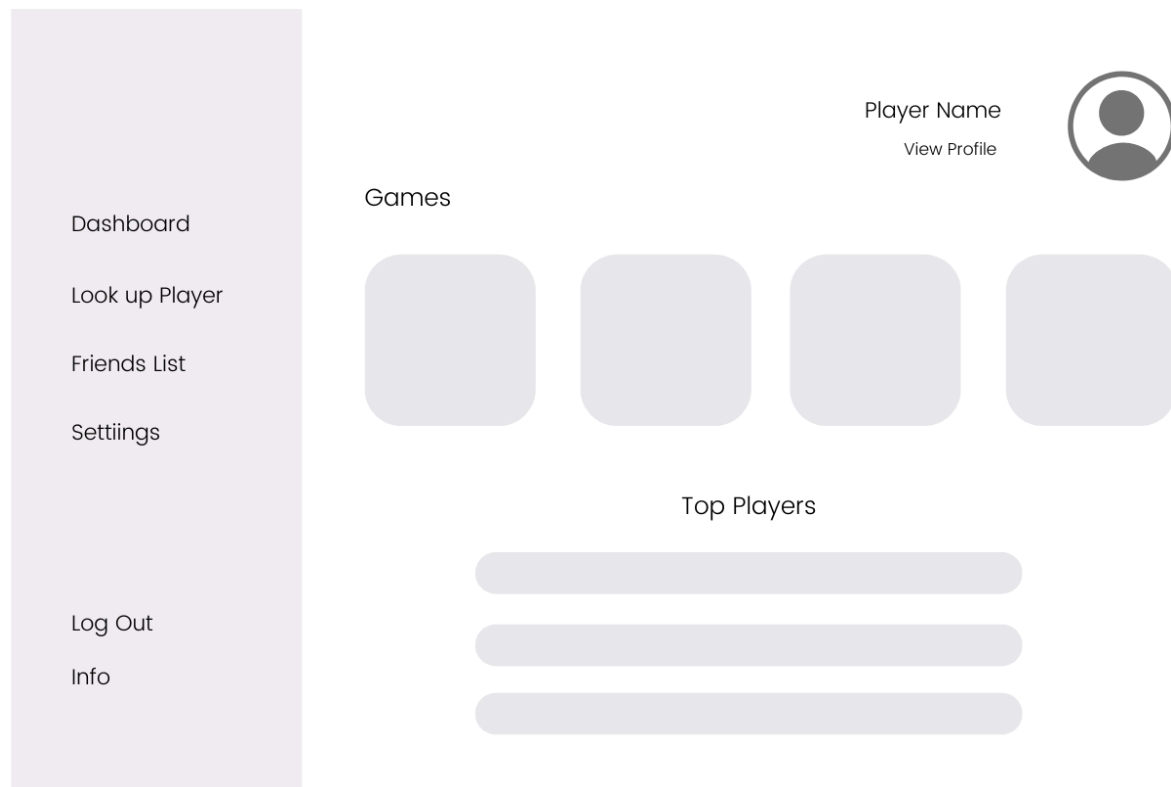 Dashboard
Look up Player
Friends List
Settiings
Log Out
Info
Player Name
View Profile
Games
Top Players